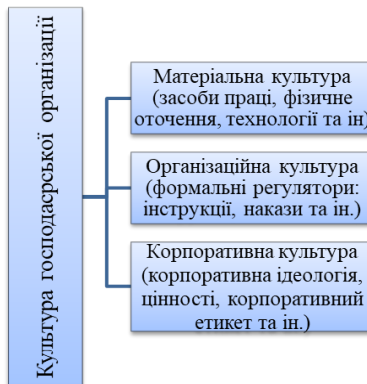 Культура господаєрської організації
Матеріальна культура
(засоби праці, фізичне
оточення, технології та ін)
Організаційна культура
(формальні регулятори:
інструкції, накази та ін.)
Корпоративна культура
(корпоративна ідеологія,
цінності, корпоративний
етикет та ін.)